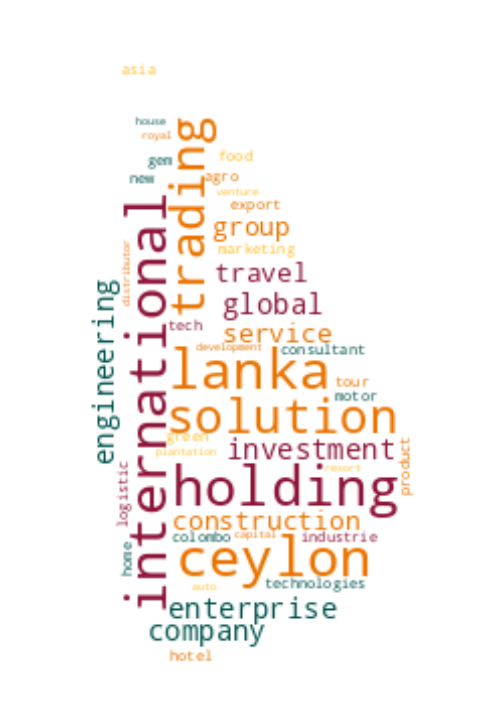 asia
house
royal
trading
gem
food
new
agro
venture
export
international
group
distributor
marketing
travel
engineering
global
tech
service
development
consultant
lanka
tour
motor
solution
green
investment
plantation
resort
product
logistic
holding
construction
colombo
capital
industrie
home
ceylon
auto
technologies
enterprise
company
hotel